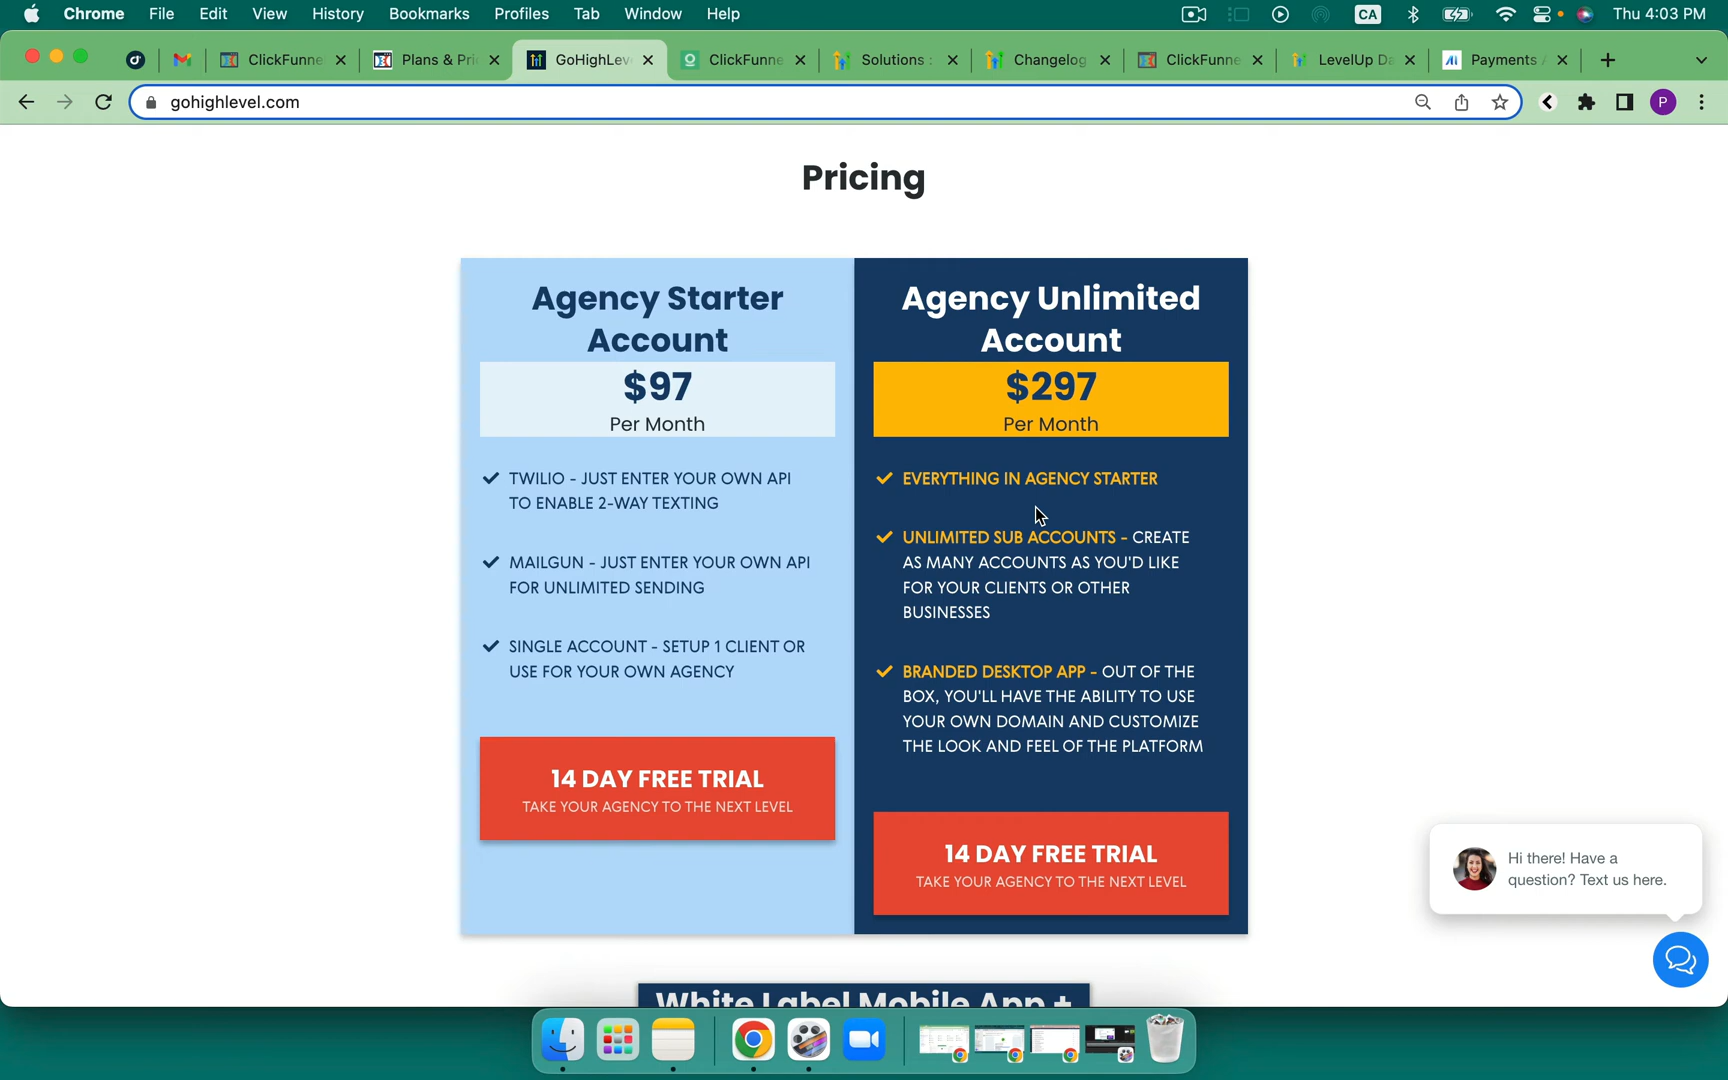 Chrome File Edit View History Bookmarks Profiles Tab Window Help CA Thu 4:03 PM
ClickFunne Plans & Pri GoHighLev ClickFunne Solutions : Changelog ClickFunne LevelUp Da Payments
gohighlevel.com P
Pricing
Agency Starter
Account
$97
Per Month
TWILIO - JUST ENTER YOUR OWN API
TO ENABLE 2-WAY TEXTING
MAILGUN - JUST ENTER YOUR OWN API
FOR UNLIMITED SENDING
SINGLE ACCOUNT - SETUP 1 CLIENT OR
USE FOR YOUR OWN AGENCY
14 DAY FREE TRIAL
TAKE YOUR AGENCY TO THE NEXT LEVEL
Agency Unlimited
Account
$297
Per Month
EVERYTHING IN AGENCY STARTER
UNLIMITED SUB ACCOUNTS - CREATE
AS MANY ACCOUNTS AS YOU'D LIKE
FOR YOUR CLIENTS OR OTHER
BUSINESSES
BRANDED DESKTOP APP - OUT OF THE
BOX, YOU'LL HAVE THE ABILITY TO USE
YOUR OWN DOMAIN AND CUSTOMIZE
THE LOOK AND FEEL OF THE PLATFORM
14 DAY FREE TRIAL
TAKE YOUR AGENCY TO THE NEXT LEVEL
Hi there! Have a
question? Text us here.
White Label Mobile App +